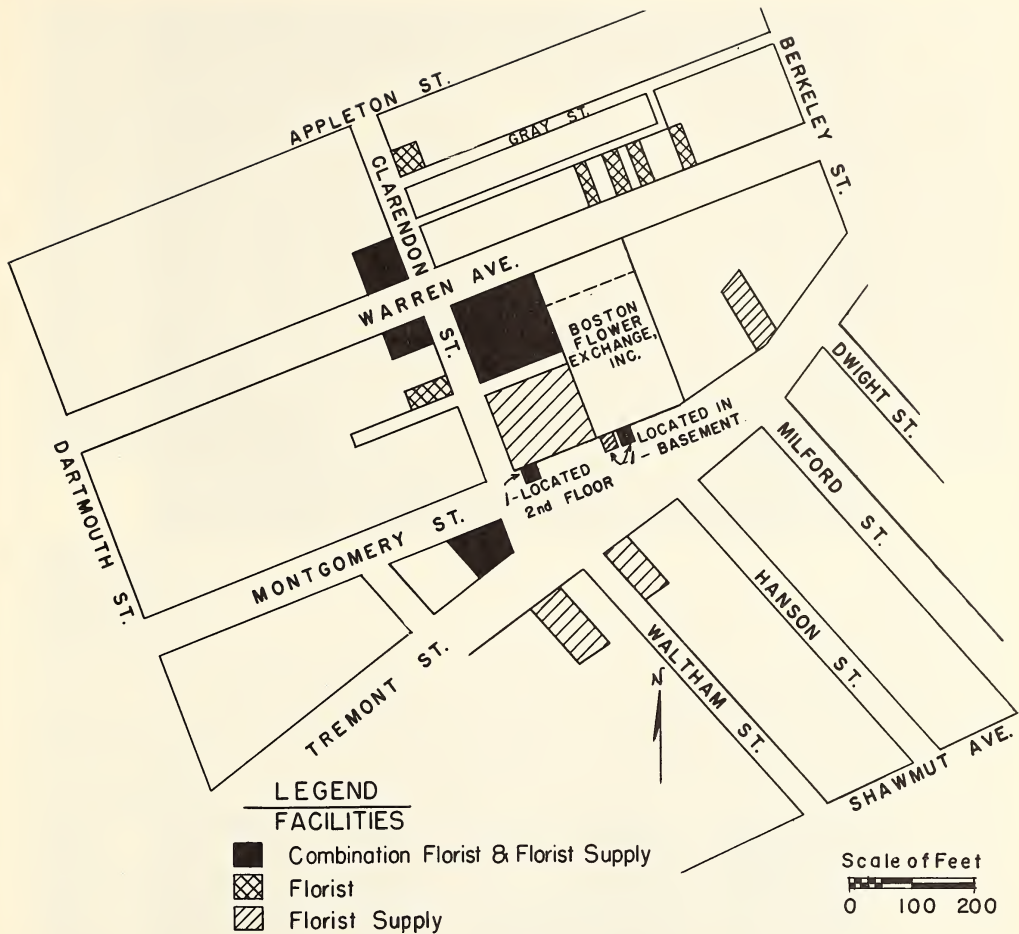 APPLETON ST.
BERKELEY ST.
GRAY ST.
CLARENDON ST.
WARREN AVE.
BOSTON
FLOWER
EXCHANGE,
INC.
DWIGHT ST.
1-LOCATED IN
1- BASEMENT
1-LOCATED
2nd FLOOR
MILFORD ST.
DARTMOUTH ST.
MONTGOMERY ST.
HANSON ST.
WALTHAM ST.
TREMONT ST.
N
SHAWMUT AVE.
LEGEND
FACILITIES
Combination Florist & Florist Supply
Florist
Florist Supply
Scale of Feet
0 100 200